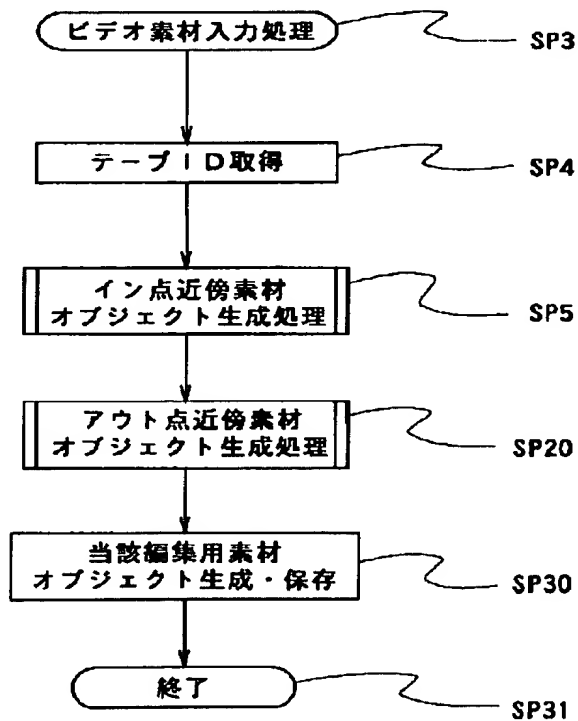 ビデオ素材入力処理
SP3
テープID取得
SP4
イン点近傍素材
オブジェクト生成処理
SP5
アウト点近傍素材
オブジェクト生成処理
SP20
当該編集用素材
オブジェクト生成・保存
SP30
終了
SP31